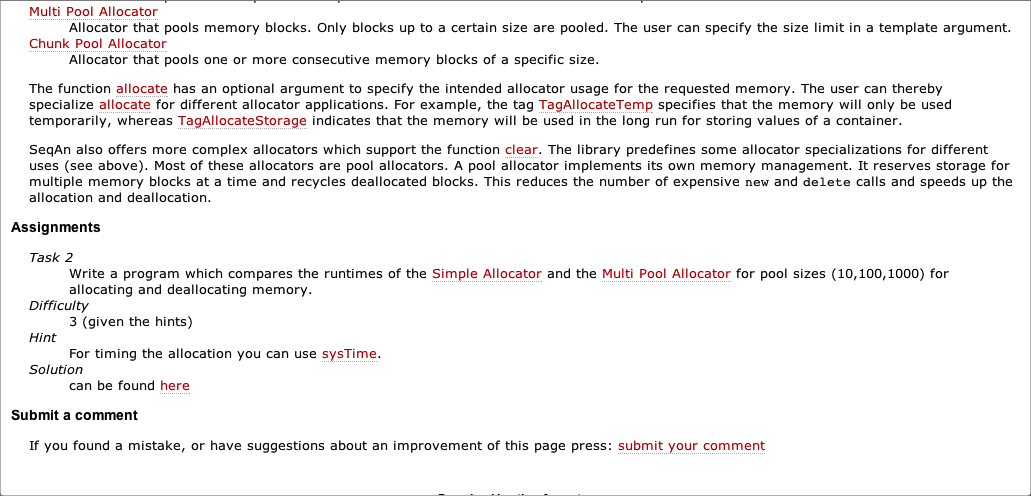 Multi Pool Allocator
Allocator that pools memory blocks. Only blocks up to a certain size are pooled. The user can specify the size limit in a template argument.
Chunk Pool Allocator
Allocator that pools one or more consecutive memory blocks of a specific size.
The function allocate has an optional argument to specify the intended allocator usage for the requested memory. The user can thereby
specialize allocate for different allocator applications. For example, the tag TagAllocateTemp specifies that the memory will only be used
temporarily, whereas TagAllocateStorage indicates that the memory will be used in the long run for storing values of a container.
SeqAn also offers more complex allocators which support the function clear. The library predefines some allocator specializations for different
uses (see above). Most of these allocators are pool allocators. A pool allocator implements its own memory management. It reserves storage for
multiple memory blocks at a time and recycles deallocated blocks. This reduces the number of expensive new and delete calls and speeds up the
allocation and deallocation.
Assignments
Task 2
Write a program which compares the runtimes of the Simple Allocator and the Multi Pool Allocator for pool sizes (10,100,1000) for
allocating and deallocating memory.
Difficulty
3 (given the hints)
Hint
For timing the allocation you can use sysTime.
Solution
can be found here
Submit a comment
If you found a mistake, or have suggestions about an improvement of this page press: submit your comment